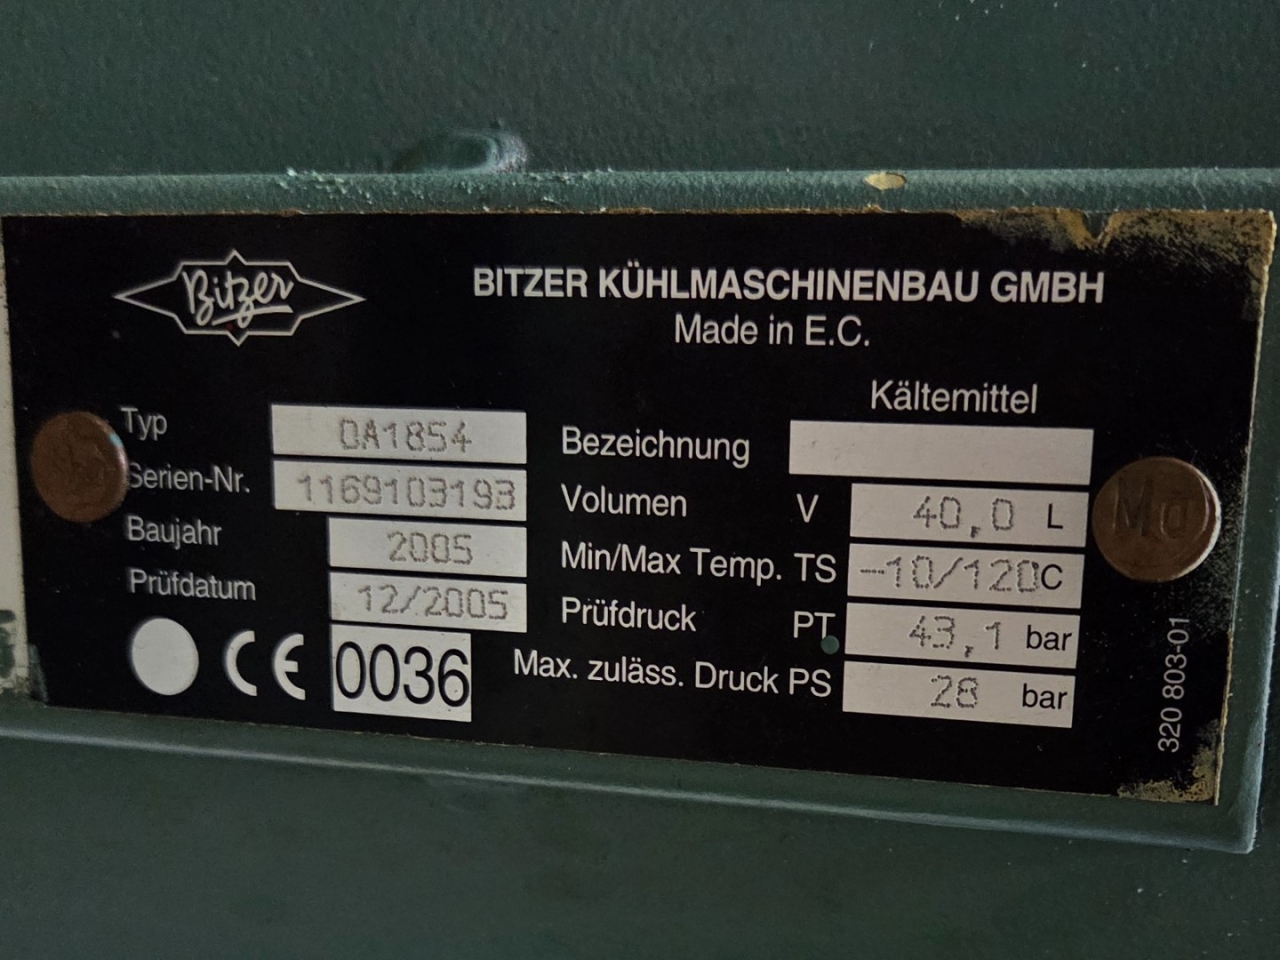 Bitzer
BITZER KÜHLMASCHINENBAU GMBH
Made in E.C.
Kältemittel
Typ OA1854
Bezeichnung
Serien-Nr. 1169103193
Volumen V 40,0 L
Baujahr 2005
Min/Max Temp. TS -10/120 C
Prüfdatum 12/2005
Prüfdruck PT 43,1 bar
CE 0036
Max. zuläss. Druck PS 28 bar
320 803-01